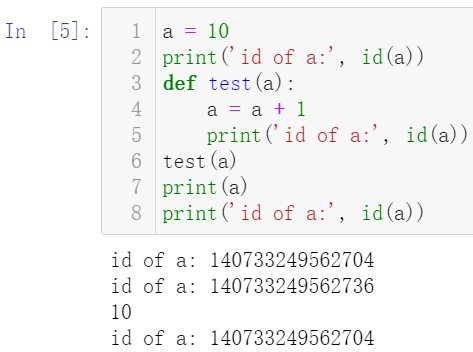 In [5]:
1 a = 10
2 print('id of a:', id(a))
3 def test(a):
4     a = a + 1
5     print('id of a:', id(a))
6 test(a)
7 print(a)
8 print('id of a:', id(a))
id of a: 140733249562704
id of a: 140733249562736
10
id of a: 140733249562704